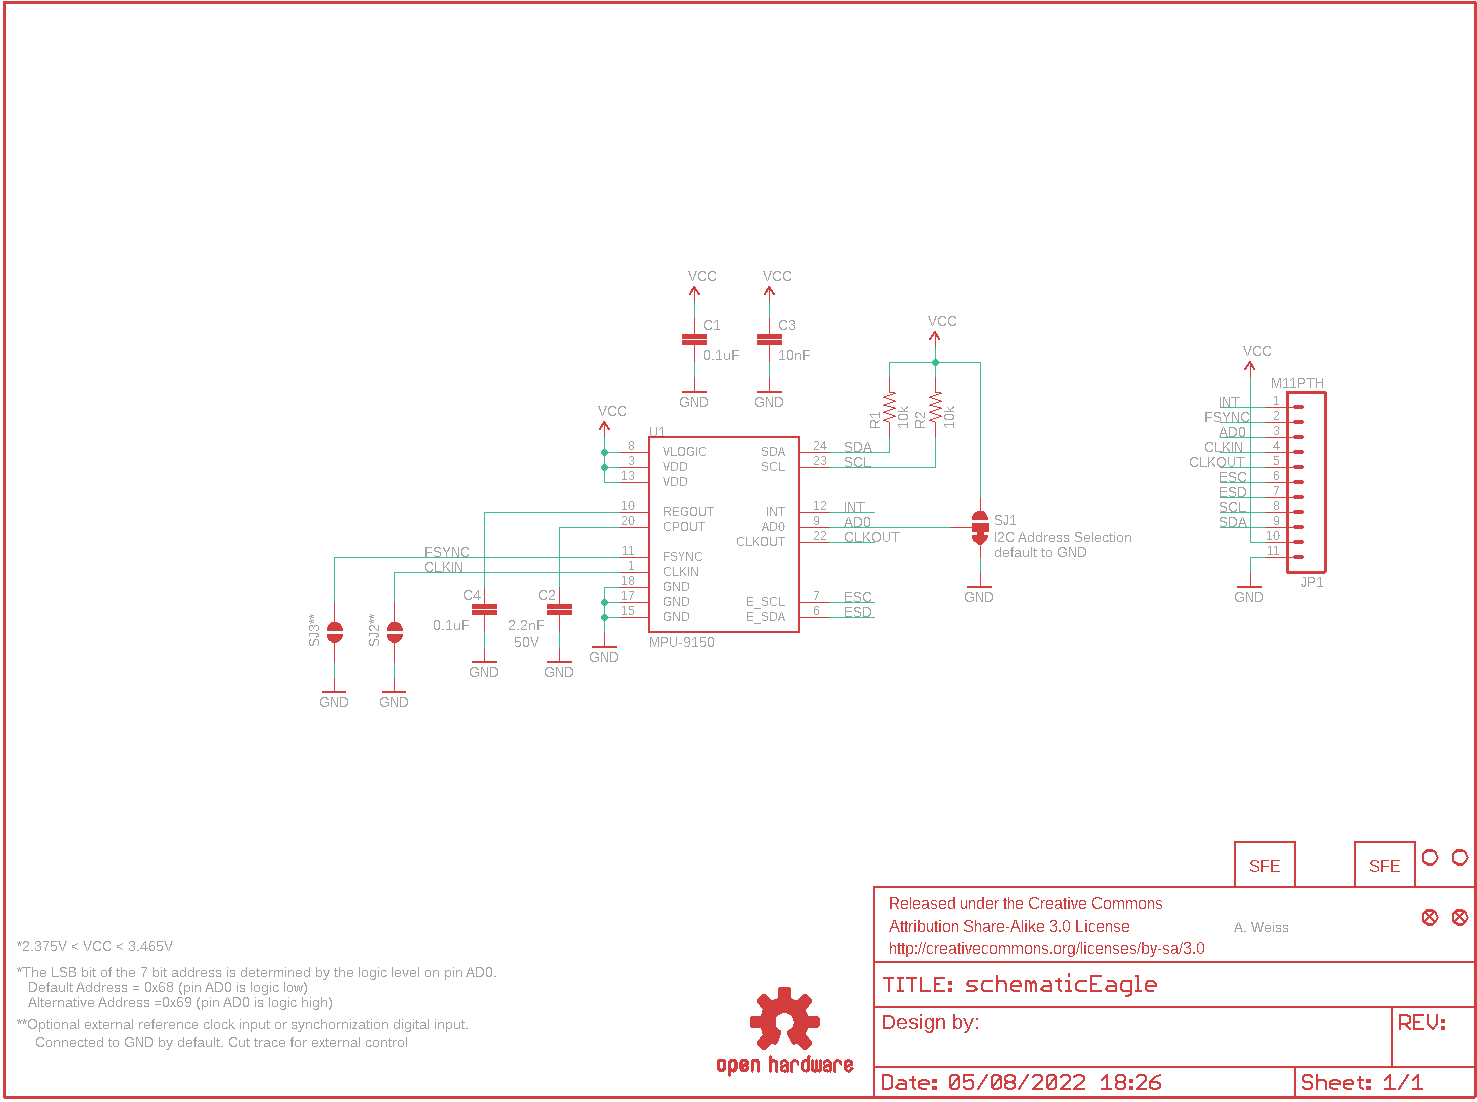 VCC
VCC
C1
0.1uF
GND
C3
10nF
GND
VCC
R1
10k
R2
10k
VCC
U1
8
3
13
10
20
11
1
18
17
15
VLOGIC
VDD
VDD
REGOUT
CPOUT
FSYNC
CLKIN
GND
GND
GND
SDA
SCL
INT
AD0
CLKOUT
E_SCL
E_SDA
24
23
12
9
22
7
6
SDA
SCL
INT
AD0
CLKOUT
ESC
ESD
MPU-9150
FSYNC
CLKIN
SJ3**
GND
SJ2**
GND
C4
0.1uF
GND
C2
2.2nF
50V
GND
GND
SJ1
I2C Address Selection
default to GND
GND
VCC
M11PTH
INT 1
FSYNC 2
AD0 3
CLKIN 4
CLKOUT 5
ESC 6
ESD 7
SCL 8
SDA 9
10
11
GND
JP1
*2.375V < VCC < 3.465V
*The LSB bit of the 7 bit address is determined by the logic level on pin AD0.
Default Address = 0x68 (pin AD0 is logic low)
Alternative Address =0x69 (pin AD0 is logic high)
**Optional external reference clock input or synchornization digital input.
Connected to GND by default. Cut trace for external control
open hardware
SFE
SFE
Released under the Creative Commons
Attribution Share-Alike 3.0 License
http://creativecommons.org/licenses/by-sa/3.0
A. Weiss
TITLE: schematicEagle
Design by:
REV:
Date: 05/08/2022 18:26
Sheet: 1/1